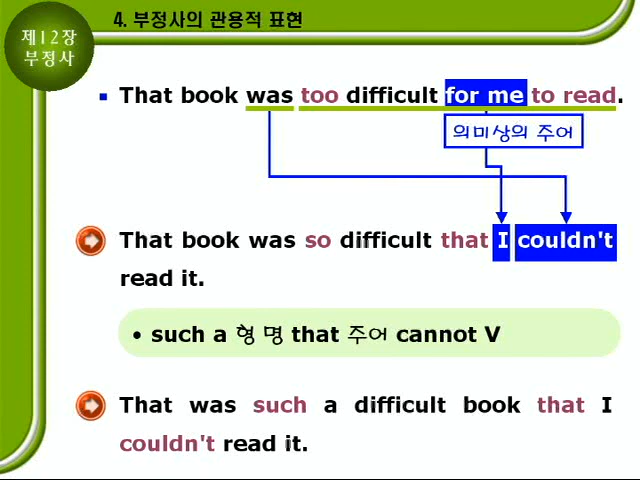 제12장
부정사
4. 부정사의 관용적 표현
▪ That book was too difficult for me to read.
의미상의 주어
That book was so difficult that I couldn't
read it.
• such a 형 명 that 주어 cannot V
That was such a difficult book that I
couldn't read it.